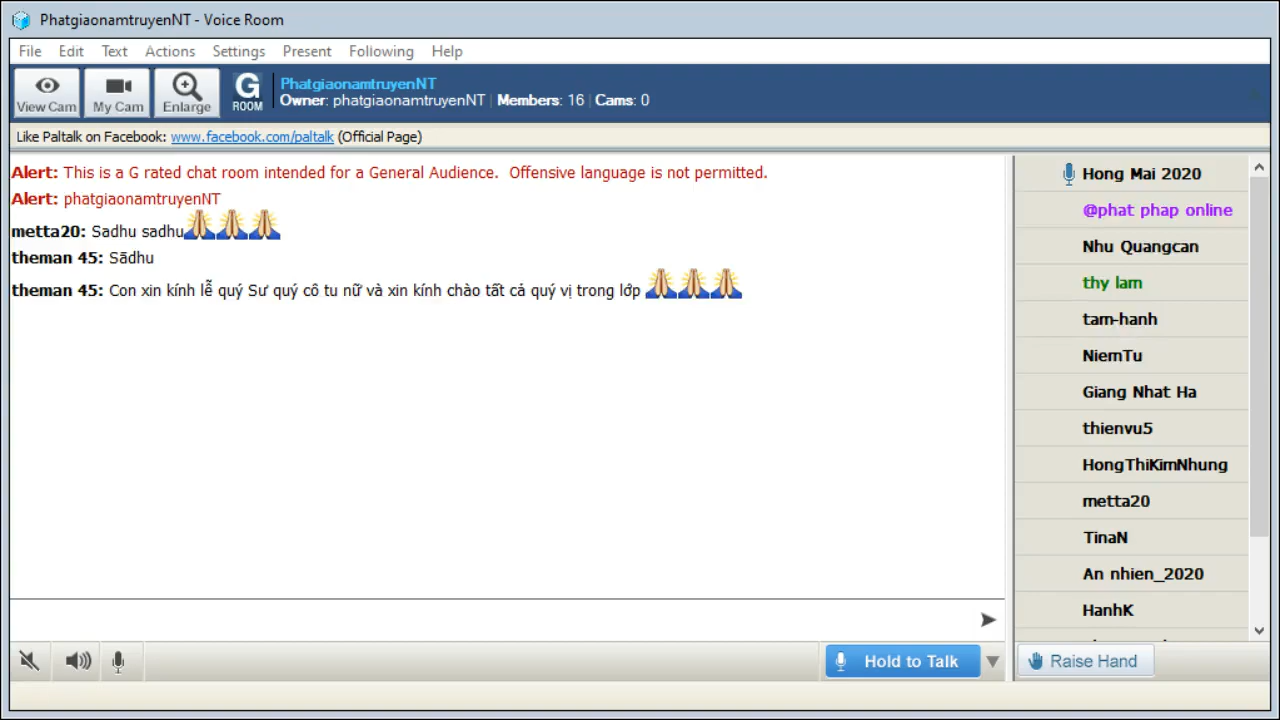 PhatgiaonamtruyenNT - Voice Room
File Edit Text Actions Settings Present Following Help
View Cam My Cam Enlarge G ROOM
PhatgiaonamtruyenNT
Owner: phatgiaonamtruyenNT | Members: 16 | Cams: 0
Like Paltalk on Facebook: www.facebook.com/paltalk (Official Page)
Alert: This is a G rated chat room intended for a General Audience. Offensive language is not permitted.
Alert: phatgiaonamtruyenNT
metta20: Sadhu sadhu
theman 45: Sādhu
theman 45: Con xin kính lễ quý Sư quý cô tu nữ và xin kính chào tất cả quý vị trong lớp
Hong Mai 2020
@phat phap online
Nhu Quangcan
thy lam
tam-hanh
NiemTu
Giang Nhat Ha
thienvu5
HongThiKimNhung
metta20
TinaN
An nhien_2020
HanhK
Hold to Talk
Raise Hand